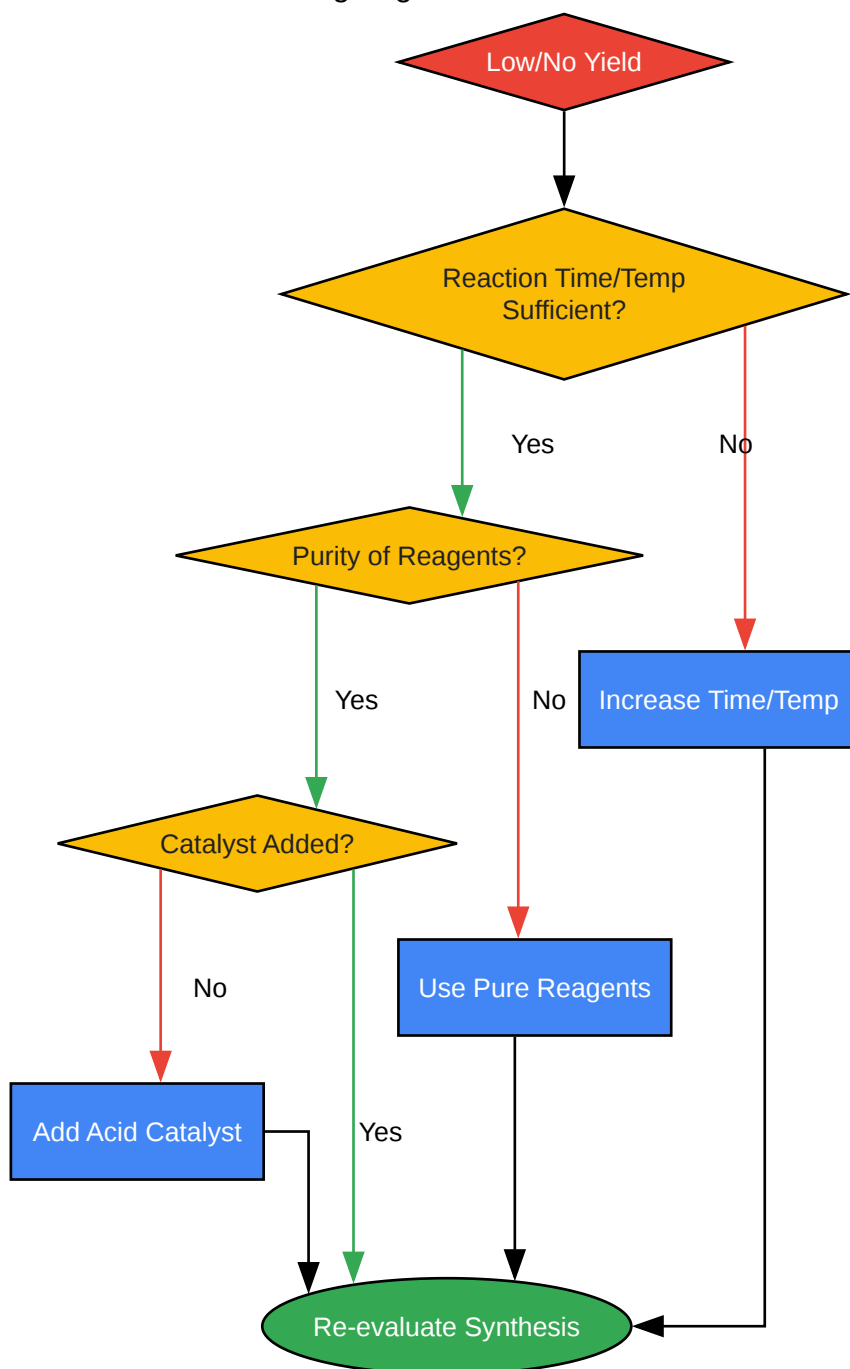 Low/No Yield
Reaction Time/Temp
Sufficient?
Yes
No
Purity of Reagents?
Yes
No
Increase Time/Temp
Catalyst Added?
No
Use Pure Reagents
Add Acid Catalyst
Yes
Re-evaluate Synthesis